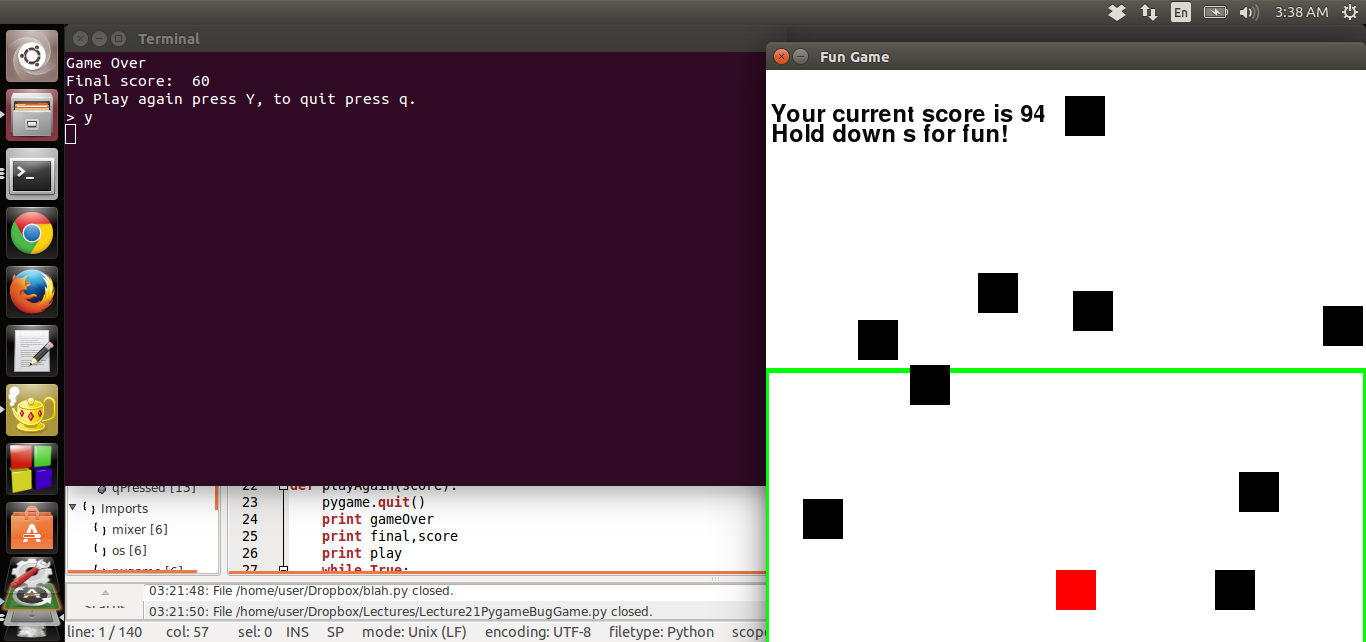 En
3:38 AM
Terminal
Game Over
Final score:  60
To Play again press Y, to quit press q.
> y
Fun Game
Your current score is 94
Hold down s for fun!
qPressed [13]
Imports
mixer [6]
os [6]
pygame [6]
22 def playAgain(score):
23 pygame.quit()
24 print gameOver
25 print final,score
26 print play
27 while True:
03:21:48: File /home/user/Dropbox/blah.py closed.
03:21:50: File /home/user/Dropbox/Lectures/Lecture21PygameBugGame.py closed.
line: 1 / 140 col: 57 sel: 0 INS SP mode: Unix (LF) encoding: UTF-8 filetype: Python scope